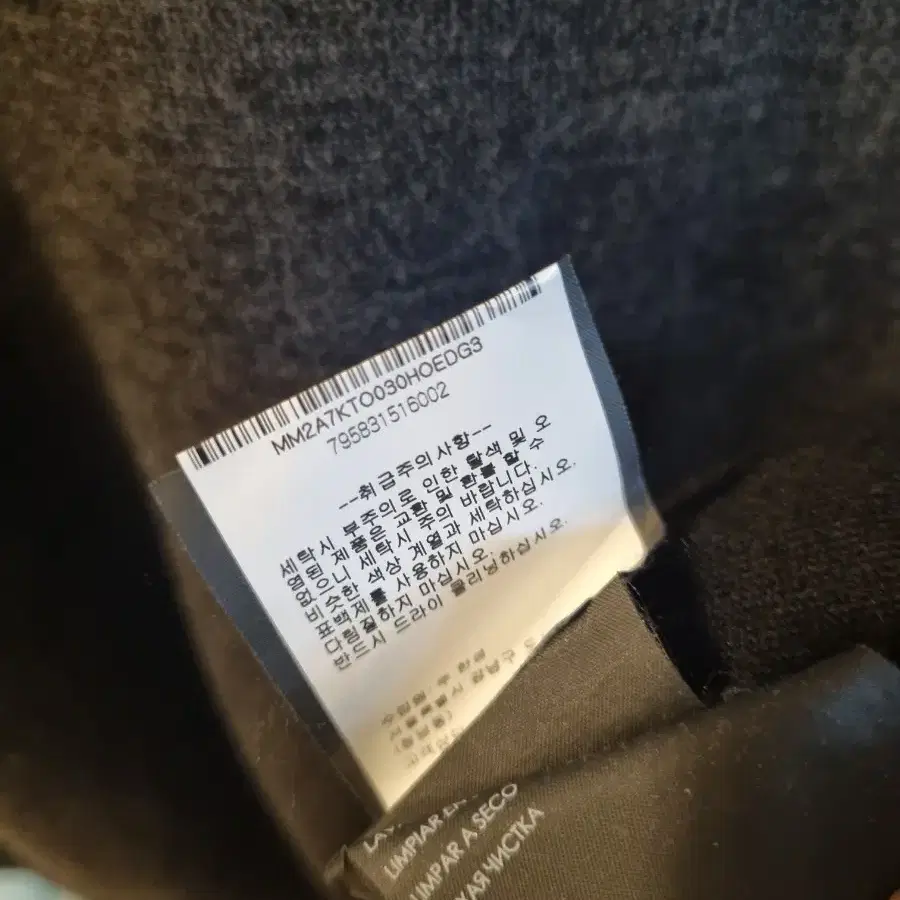 MM2A7KTO030HOEDG3
795831516002
--취급주의사항--
세탁시 부주의로 인한 탈색 및 오
염된 제품은 교환 및 환불 할 수
없으니 세탁시 주의 바랍니다.
비슷한 색상 계열과 세탁하십시오.
표백제를 사용하지 마십시오.
다림질하지 마십시오.
반드시 드라이 클리닝하십시오.
LIMPIAR EN
LIMPAR A SECO
ЧИСТКА